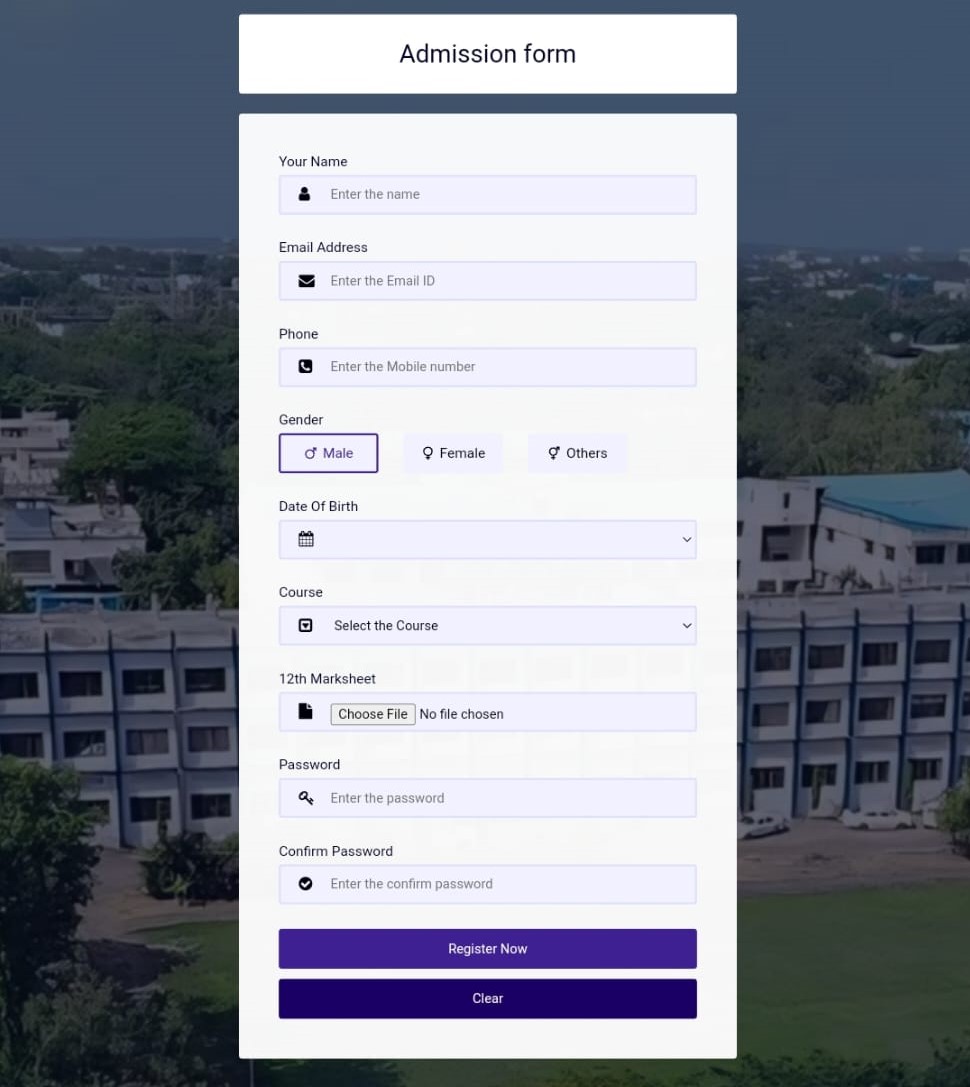 Admission form
Your Name
Enter the name
Email Address
Enter the Email ID
Phone
Enter the Mobile number
Gender
Male Female Others
Date Of Birth
Course
Select the Course
12th Marksheet
Choose File No file chosen
Password
Enter the password
Confirm Password
Enter the confirm password
Register Now
Clear